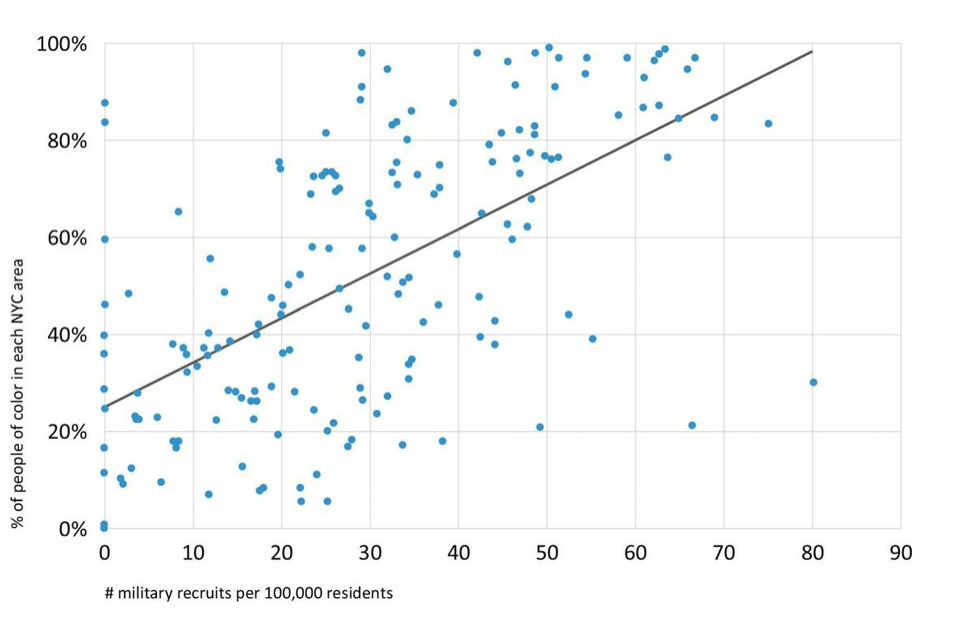 100%
80%
60%
40%
20%
0%
% of people of color in each NYC area
0 10 20 30 40 50 60 70 80 90
# military recruits per 100,000 residents